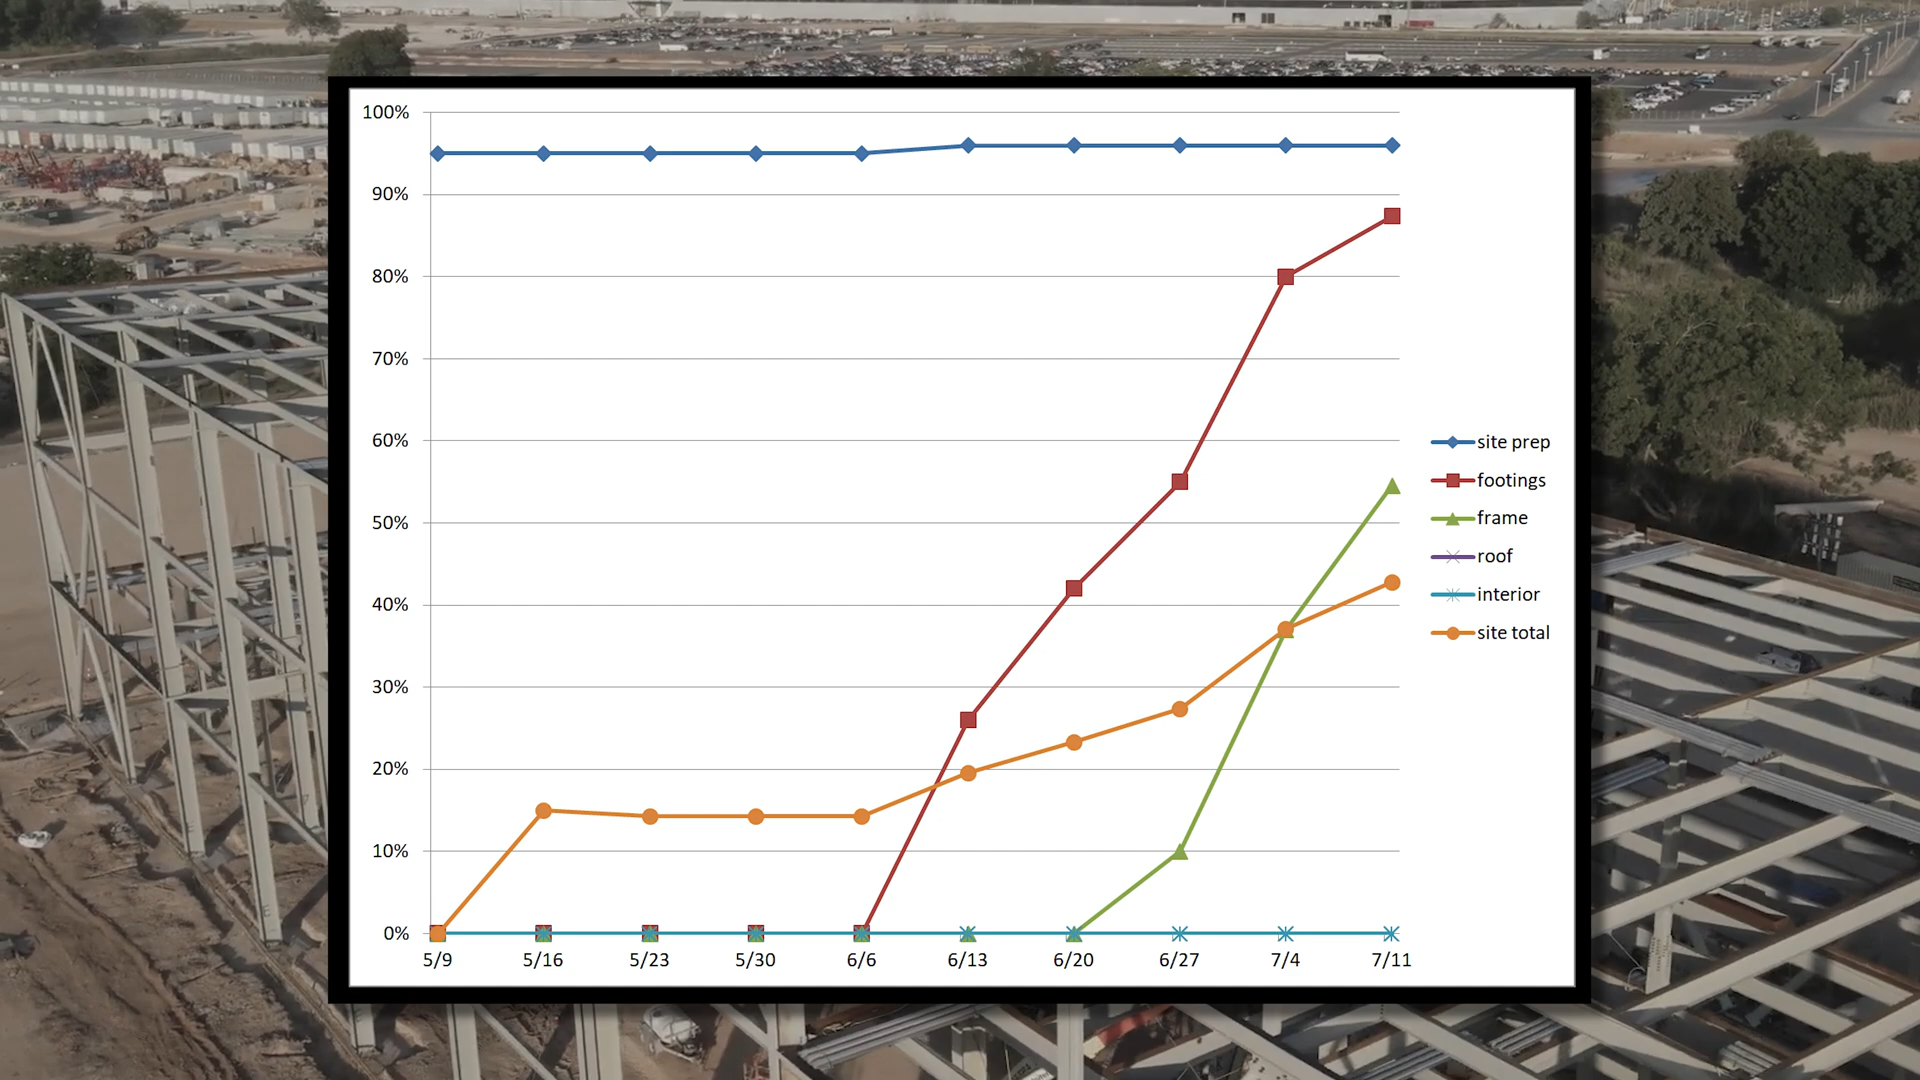 100%
90%
80%
70%
60%
50%
40%
30%
20%
10%
0%
5/9 5/16 5/23 5/30 6/6 6/13 6/20 6/27 7/4 7/11
site prep
footings
frame
roof
interior
site total